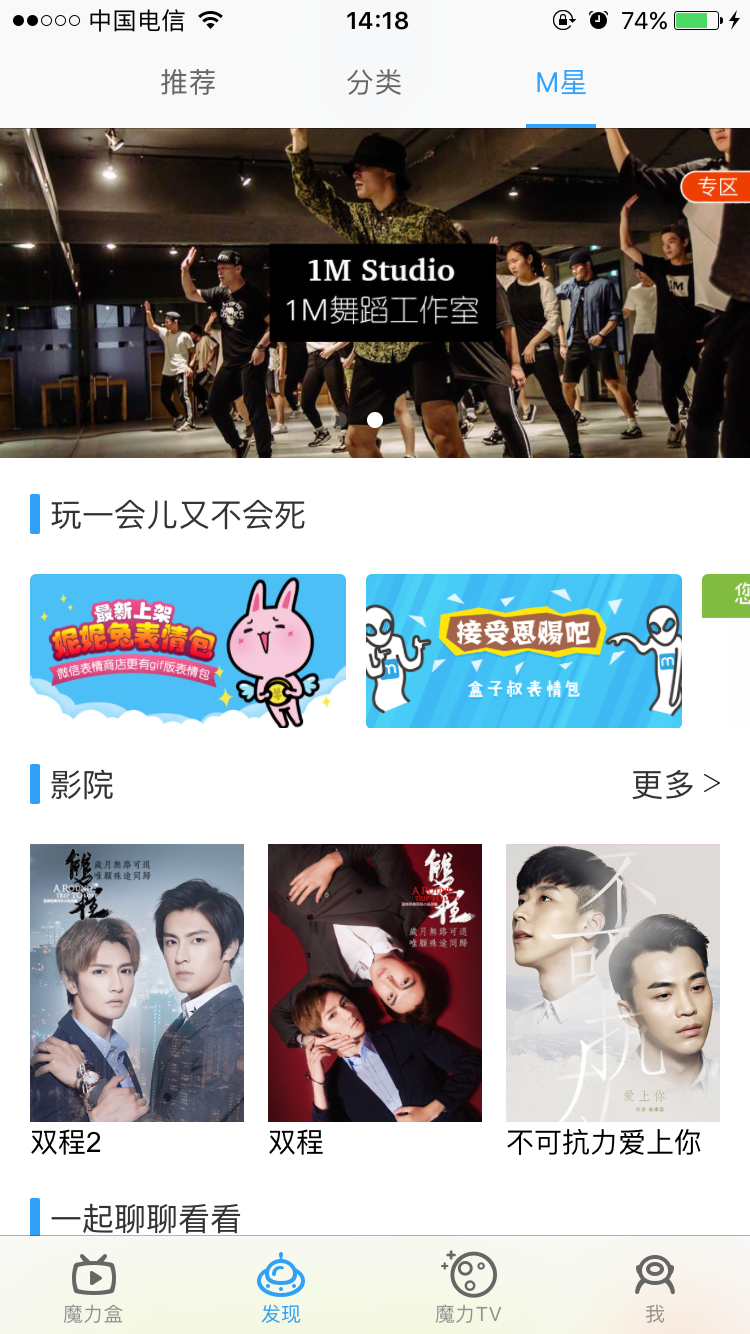 中国电信
14:18
74%
推荐
分类
M星
专区
1M Studio
1M舞蹈工作室
玩一会儿又不会死
最新上架
妮妮兔表情包
微信表情商店更有gif版表情包
接受恩赐吧
盒子叔表情包
m
m
您
影院
更多 >
歲月無路可退
唯願殊途同歸
A ROUND
TRIP TO LOVE
雙程
A ROUND
雙程
歲月無路可退
唯願殊途同歸
不可抗力
爱上你
双程2
双程
不可抗力爱上你
一起聊聊看看
魔力盒
发现
魔力TV
我